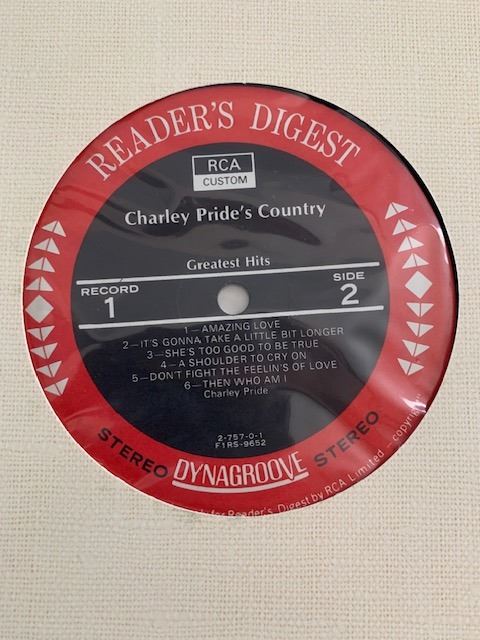 READER'S DIGEST
RCA
CUSTOM
Charley Pride's Country
Greatest Hits
RECORD
1
SIDE
2
1—AMAZING LOVE
2—IT'S GONNA TAKE A LITTLE BIT LONGER
3—SHE'S TOO GOOD TO BE TRUE
4—A SHOULDER TO CRY ON
5—DON'T FIGHT THE FEELIN'S OF LOVE
6—THEN WHO AM I
Charley Pride
2-757-0-1
F1RS-9652
STEREO DYNAGROOVE STEREO
for Reader's Digest by RCA Limited – copyright